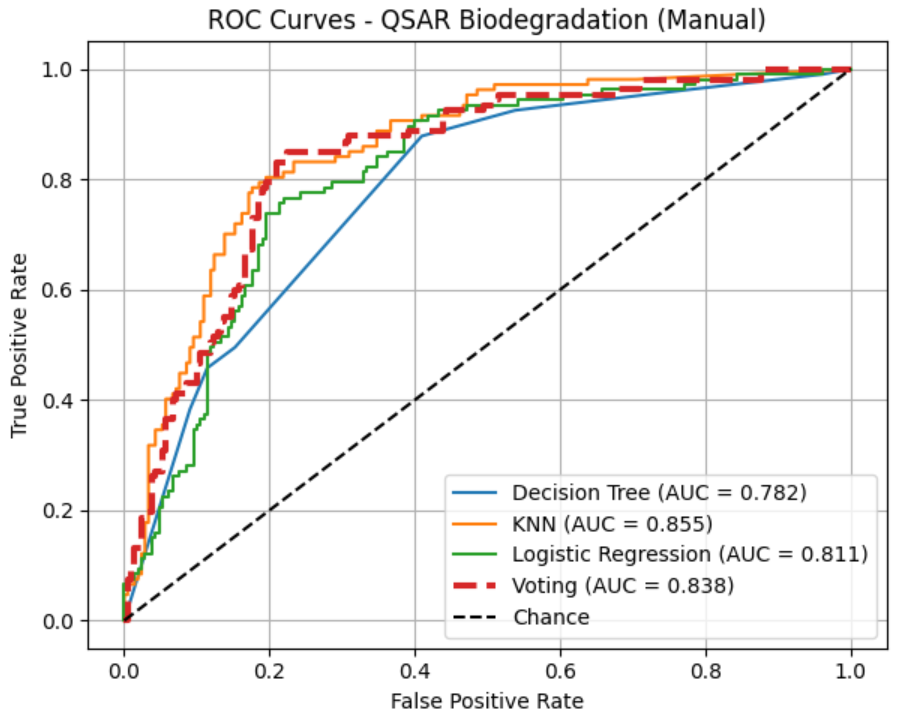 ROC Curves - QSAR Biodegradation (Manual)
True Positive Rate
1.0
0.8
0.6
0.4
0.2
0.0
Decision Tree (AUC = 0.782)
KNN (AUC = 0.855)
Logistic Regression (AUC = 0.811)
Voting (AUC = 0.838)
Chance
0.0 0.2 0.4 0.6 0.8 1.0
False Positive Rate